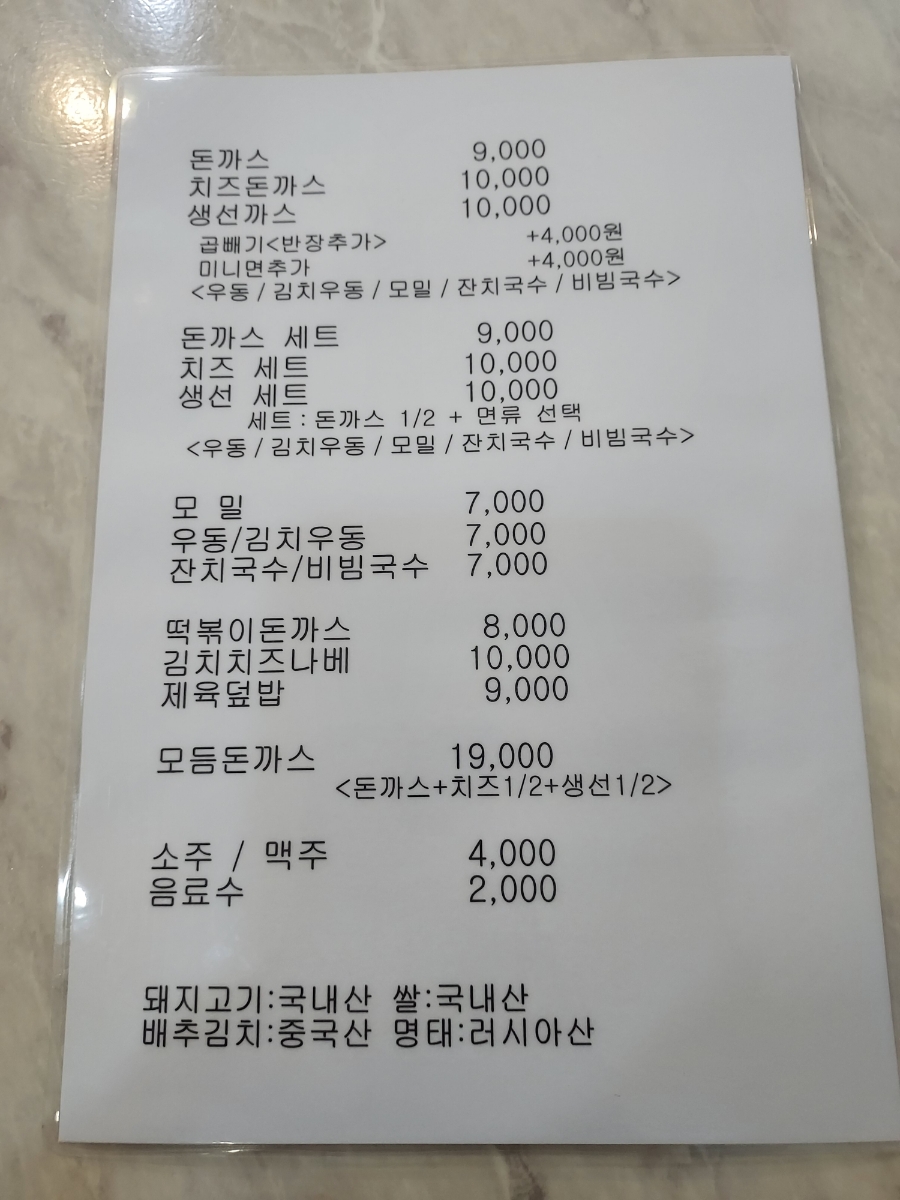 돈까스 9,000
치즈돈까스 10,000
생선까스 10,000
곱빼기<반장추가> +4,000원
미니면추가 +4,000원
<우동 / 김치우동 / 모밀 / 잔치국수 / 비빔국수>
돈까스 세트 9,000
치즈 세트 10,000
생선 세트 10,000
세트 : 돈까스 1/2 + 면류 선택
<우동 / 김치우동 / 모밀 / 잔치국수 / 비빔국수>
모 밀 7,000
우동/김치우동 7,000
잔치국수/비빔국수 7,000
떡볶이돈까스 8,000
김치치즈나베 10,000
제육덮밥 9,000
모듬돈까스 19,000
<돈까스+치즈1/2+생선1/2>
소주 / 맥주 4,000
음료수 2,000
돼지고기:국내산 쌀:국내산
배추김치:중국산 명태:러시아산